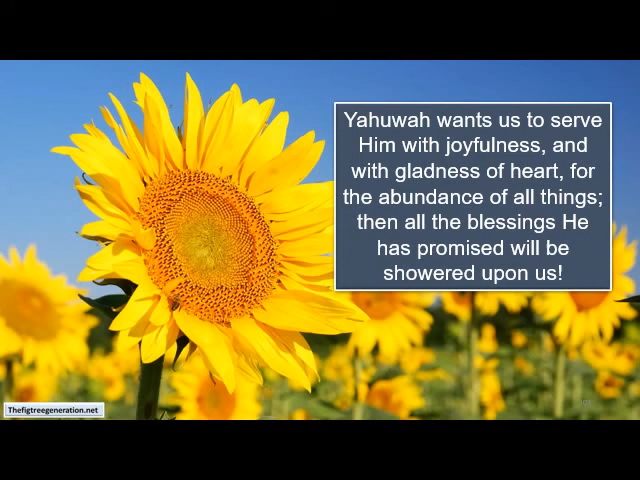 Yahuwah wants us to serve
Him with joyfulness, and
with gladness of heart, for
the abundance of all things;
then all the blessings He
has promised will be
showered upon us!
Thefigtreegeneration.net